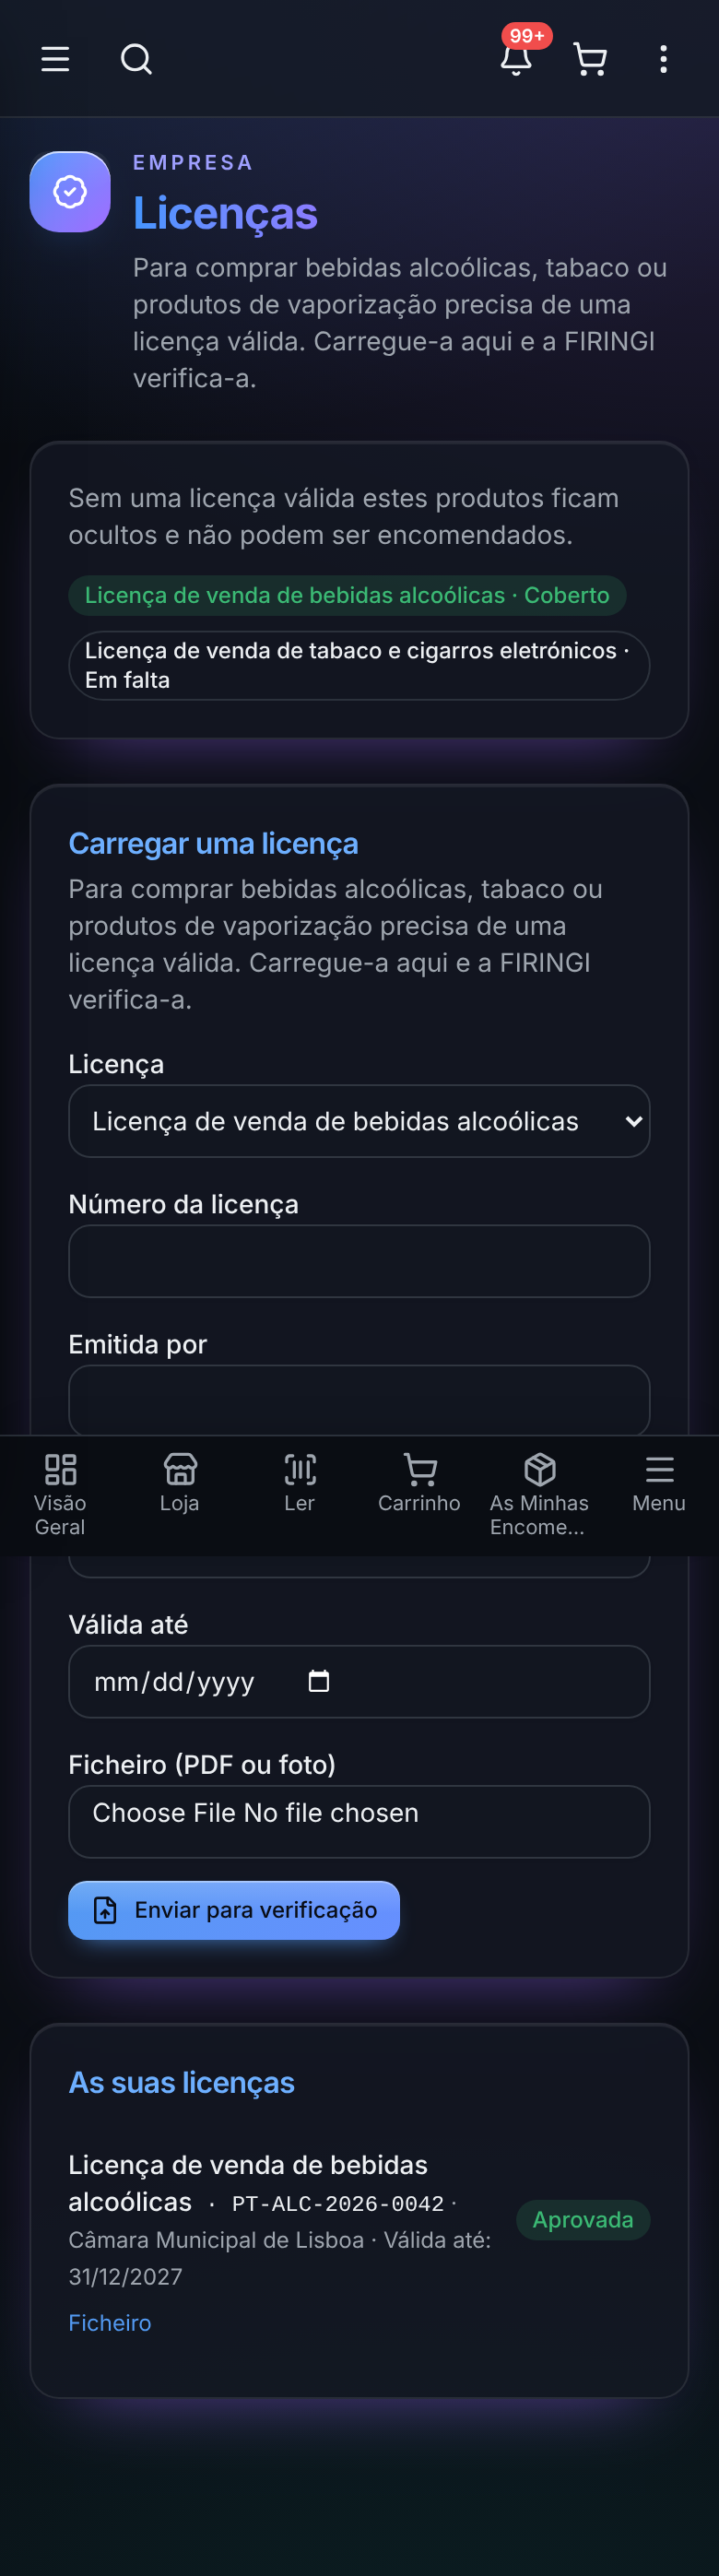 99+
EMPRESA
Licenças
Para comprar bebidas alcoólicas, tabaco ou
produtos de vaporização precisa de uma
licença válida. Carregue-a aqui e a FIRINGI
verifica-a.
Sem uma licença válida estes produtos ficam
ocultos e não podem ser encomendados.
Licença de venda de bebidas alcoólicas · Coberto
Licença de venda de tabaco e cigarros eletrónicos ·
Em falta
Carregar uma licença
Para comprar bebidas alcoólicas, tabaco ou
produtos de vaporização precisa de uma
licença válida. Carregue-a aqui e a FIRINGI
verifica-a.
Licença
Licença de venda de bebidas alcoólicas
Número da licença
Emitida por
Visão
Geral
Loja
Ler
Carrinho
As Minhas
Encome...
Menu
Válida até
mm/dd/yyyy
Ficheiro (PDF ou foto)
Choose File No file chosen
Enviar para verificação
As suas licenças
Licença de venda de bebidas
alcoólicas · PT-ALC-2026-0042 ·
Câmara Municipal de Lisboa · Válida até:
31/12/2027
Aprovada
Ficheiro